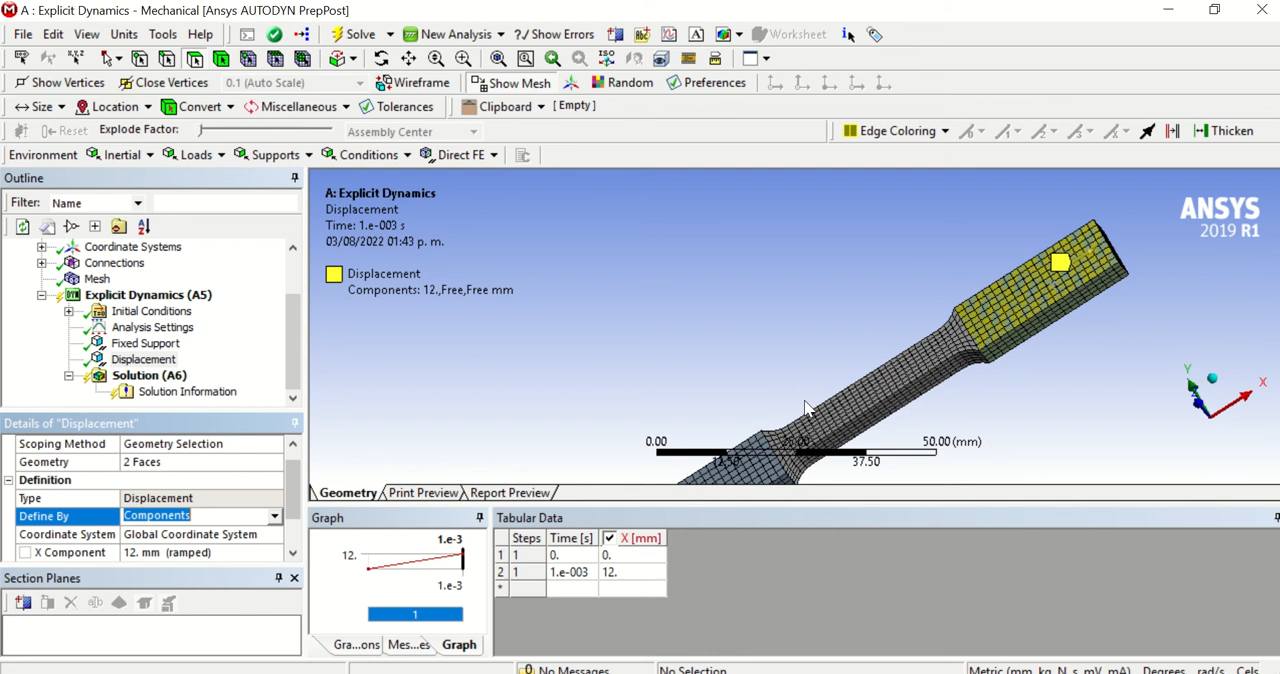 A : Explicit Dynamics - Mechanical [Ansys AUTODYN PrepPost]
File Edit View Units Tools Help Solve New Analysis ?/ Show Errors Worksheet
Show Vertices Close Vertices 0.1 (Auto Scale) Wireframe Show Mesh Random Preferences
Size Location Convert Miscellaneous Tolerances Clipboard [ Empty ]
Reset Explode Factor: Assembly Center Edge Coloring Thicken
Environment Inertial Loads Supports Conditions Direct FE
Outline
Filter: Name
Coordinate Systems
Connections
Mesh
Explicit Dynamics (A5)
Initial Conditions
Analysis Settings
Fixed Support
Displacement
Solution (A6)
Solution Information
Details of "Displacement"
Scoping Method Geometry Selection
Geometry 2 Faces
Definition
Type Displacement
Define By Components
Coordinate System Global Coordinate System
X Component 12. mm (ramped)
Section Planes
A: Explicit Dynamics
Displacement
Time: 1.e-003 s
03/08/2022 01:43 p. m.
Displacement
Components: 12.,Free,Free mm
ANSYS
2019 R1
Y
X
Z
0.00 25.00 50.00 (mm)
12.50 37.50
Geometry Print Preview Report Preview
Graph
1.e-3
12.
1.e-3
1
Gra...ons Mes...es Graph
Tabular Data
Steps Time [s] X [mm]
1 1 0. 0.
2 1 1.e-003 12.
*
0 No Messages No Selection Metric (mm, kg, N, s, mV, mA) Degrees rad/s Cels